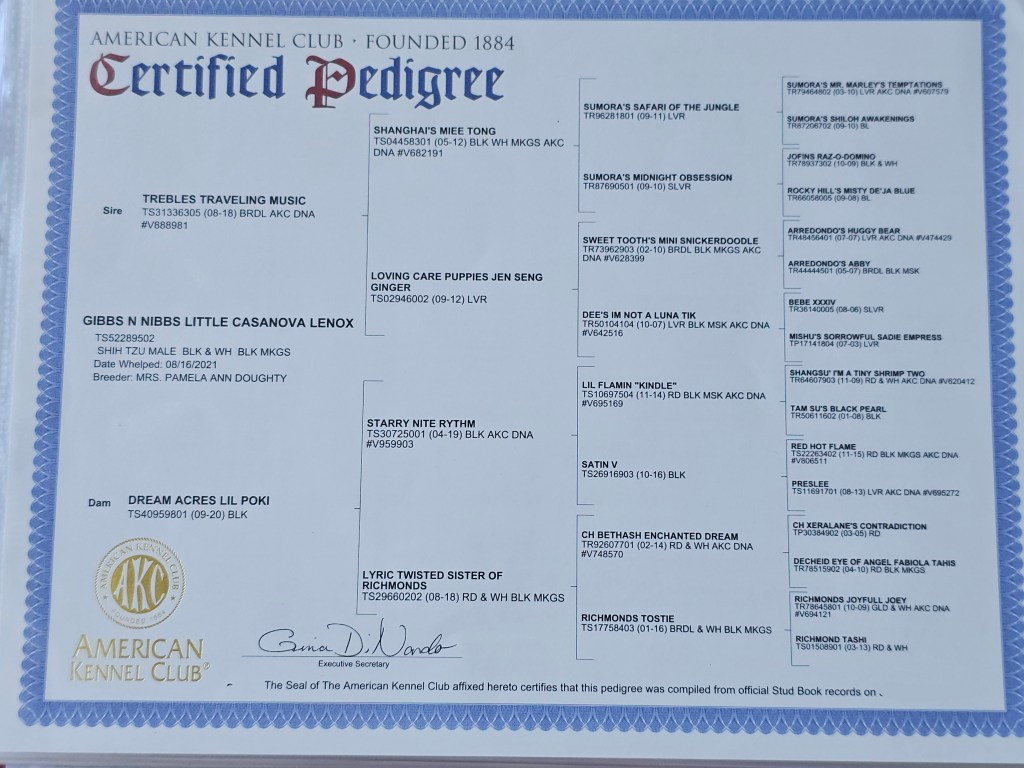 AMERICAN KENNEL CLUB · FOUNDED 1884
Certified Pedigree
Sire
TREBLES TRAVELING MUSIC
TS31336305 (08-18) BRDL AKC DNA
#V888981
GIBBS N NIBBS LITTLE CASANOVA LENOX
TS52289502
SHIH TZU MALE BLK & WH BLK MKGS
Date Whelped: 08/16/2021
Breeder: MRS. PAMELA ANN DOUGHTY
Dam
DREAM ACRES LIL POKI
TS40959801 (09-20) BLK
SHANGHAI'S MIEE TONG
TS04458301 (05-12) BLK WH MKGS AKC
DNA #V682191
LOVING CARE PUPPIES JEN SENG
GINGER
TS02946002 (09-12) LVR
STARRY NITE RYTHM
TS30725001 (04-19) BLK AKC DNA
#V959903
LYRIC TWISTED SISTER OF
RICHMONDS
TS29660202 (08-18) RD & WH BLK MKGS
SUMORA'S SAFARI OF THE JUNGLE
TR96281801 (09-11) LVR
SUMORA'S MIDNIGHT OBSESSION
TR87690501 (09-10) SLVR
SWEET TOOTH'S MINI SNICKERDOODLE
TR73962903 (02-10) BRDL BLK MKGS AKC
DNA #V628399
DEE'S IM NOT A LUNA TIK
TR50104104 (10-07) LVR BLK MSK AKC DNA
#V642516
LIL FLAMIN "KINDLE"
TS10697504 (11-14) RD BLK MSK AKC DNA
#V695169
SATIN V
TS26916903 (10-16) BLK
CH BETHASH ENCHANTED DREAM
TR92607701 (02-14) RD & WH AKC DNA
#V748570
RICHMONDS TOSTIE
TS17758403 (01-16) BRDL & WH BLK MKGS
SUMORA'S MR. MARLEY'S TEMPTATIONS
TR79464802 (03-10) LVR AKC DNA #V607579
SUMORA'S SHILOH AWAKENINGS
TR87206702 (09-10) BL
JOFINS RAZ-O-DOMINO
TR78937302 (10-09) BLK & WH
ROCKY HILL'S MISTY DE'JA BLUE
TR66058005 (09-08) BL
ARREDONDO'S HUGGY BEAR
TR48456401 (07-07) LVR AKC DNA #V474429
ARREDONDO'S ABBY
TR44444501 (05-07) BRDL BLK MSK
BEBE XXXIV
TR36140005 (08-06) SLVR
MISHU'S SORROWFUL SADIE EMPRESS
TP17141804 (07-03) LVR
SHANGSU' I'M A TINY SHRIMP TWO
TR64607903 (11-09) RD & WH AKC DNA #V620412
TAM SU'S BLACK PEARL
TR50611602 (01-08) BLK
RED HOT FLAME
TS22263402 (11-15) RD BLK MKGS AKC DNA
#V806511
PRESLEE
TS11691701 (08-13) LVR AKC DNA #V695272
CH XERALANE'S CONTRADICTION
TP30384902 (03-05) RD
DECHEID EYE OF ANGEL FABIOLA TAHIS
TR78515902 (04-10) RD BLK MKGS
RICHMONDS JOYFULL JOEY
TR78645801 (10-09) GLD & WH AKC DNA
#V694121
RICHMOND TASHI
TS01508901 (03-13) RD & WH
AMERICAN KENNEL CLUB
AKC
FOUNDED 1884
AMERICAN
KENNEL CLUB®
Gina DiNardo
Executive Secretary
The Seal of The American Kennel Club affixed hereto certifies that this pedigree was compiled from official Stud Book records on .